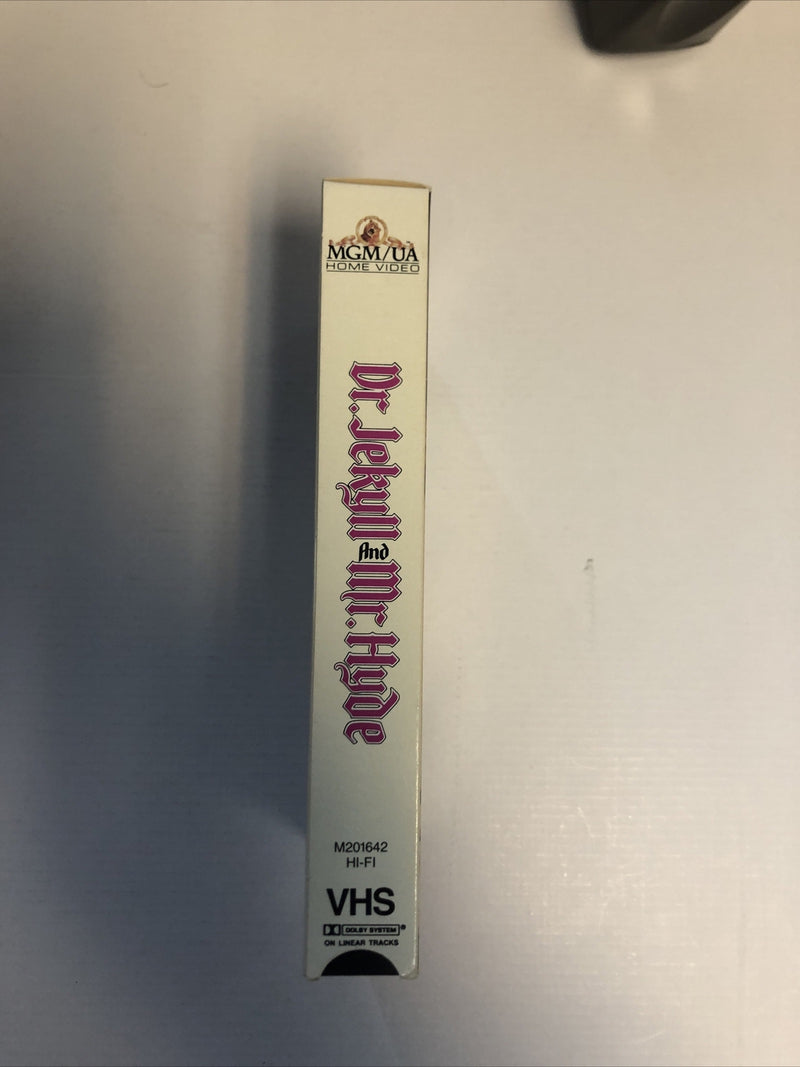 MGM/UA
HOME VIDEO
Dr. Jekyll And Mr. Hyde
M201642
HI-FI
VHS
DOLBY SYSTEM®
ON LINEAR TRACKS